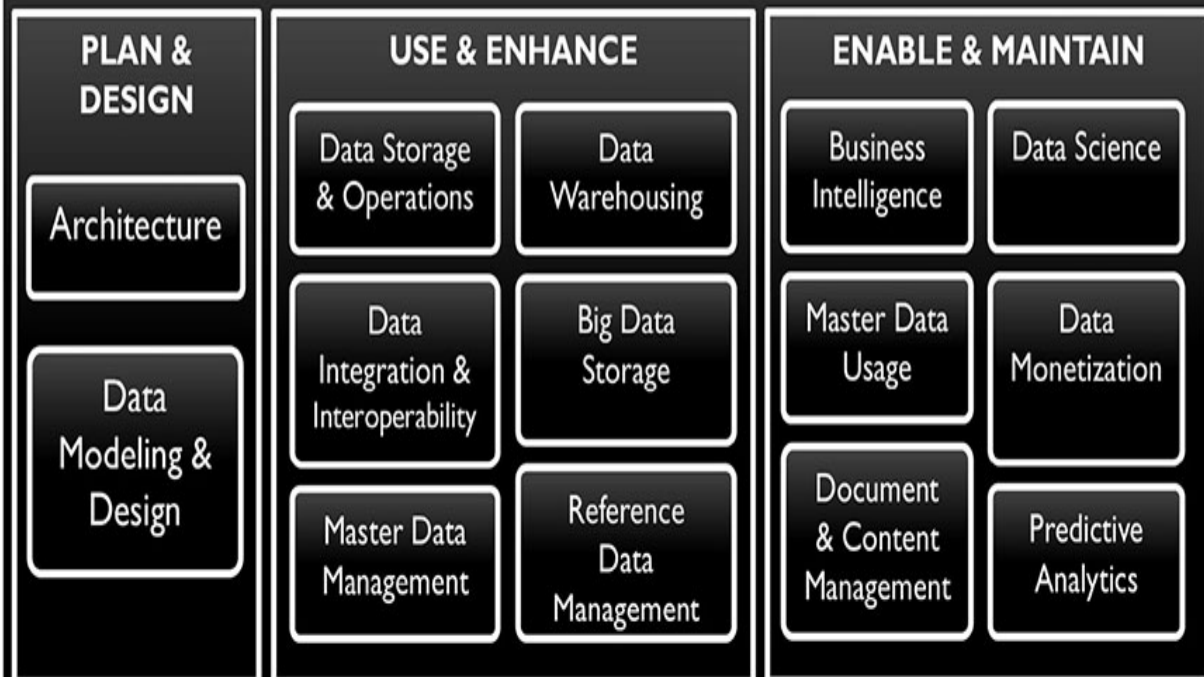 PLAN &
DESIGN
Architecture
Data
Modeling &
Design
USE & ENHANCE
Data Storage
& Operations
Data
Warehousing
Data
Integration &
Interoperability
Big Data
Storage
Master Data
Management
Reference
Data
Management
ENABLE & MAINTAIN
Business
Intelligence
Data Science
Master Data
Usage
Data
Monetization
Document
& Content
Management
Predictive
Analytics